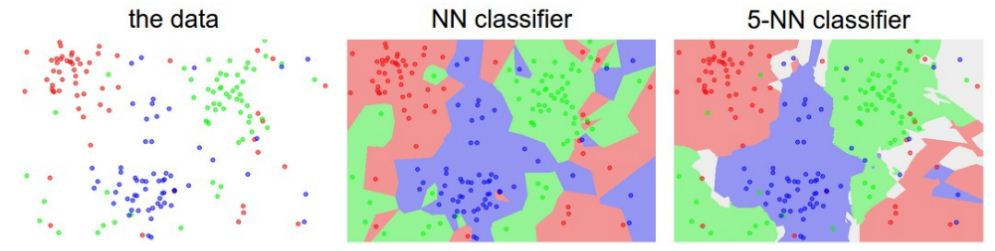 the data
NN classifier
5-NN classifier